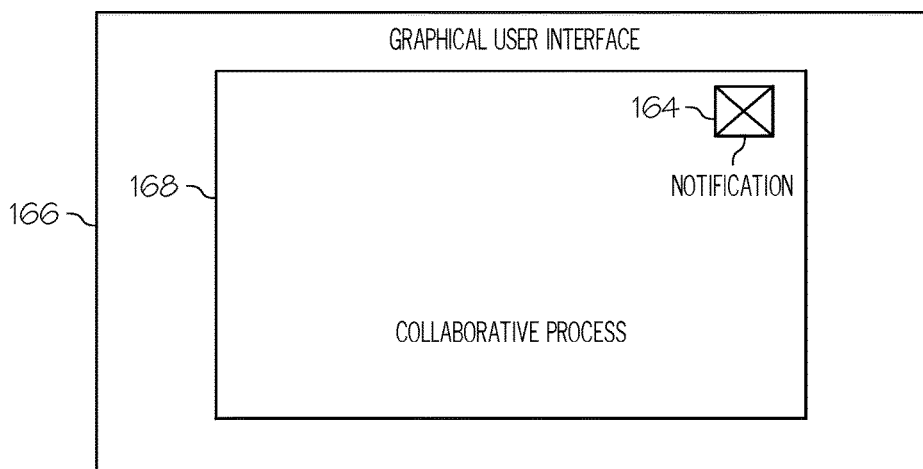 GRAPHICAL USER INTERFACE
164
NOTIFICATION
168
166
COLLABORATIVE PROCESS